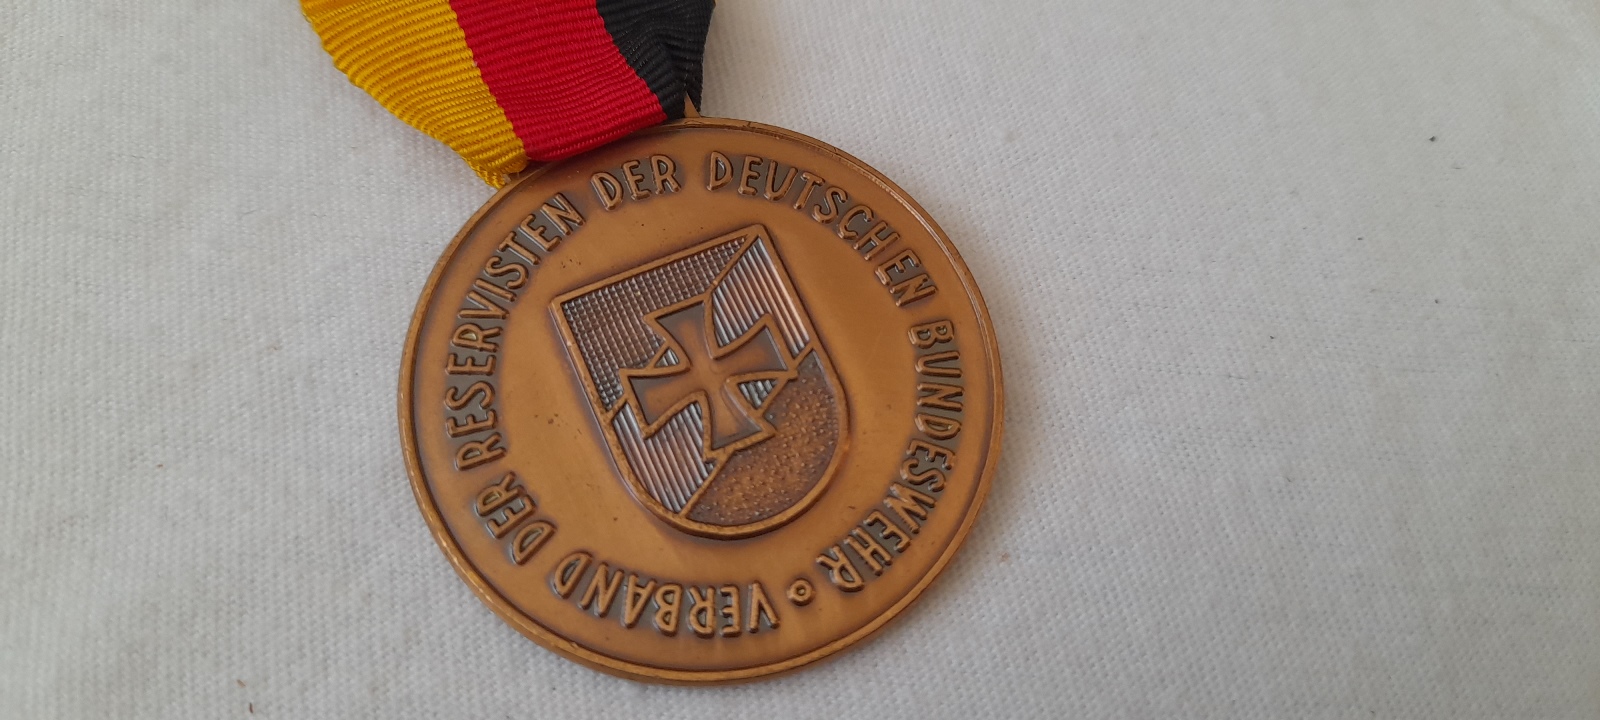 VERBAND DER RESERVISTEN DER DEUTSCHEN BUNDESWEHR